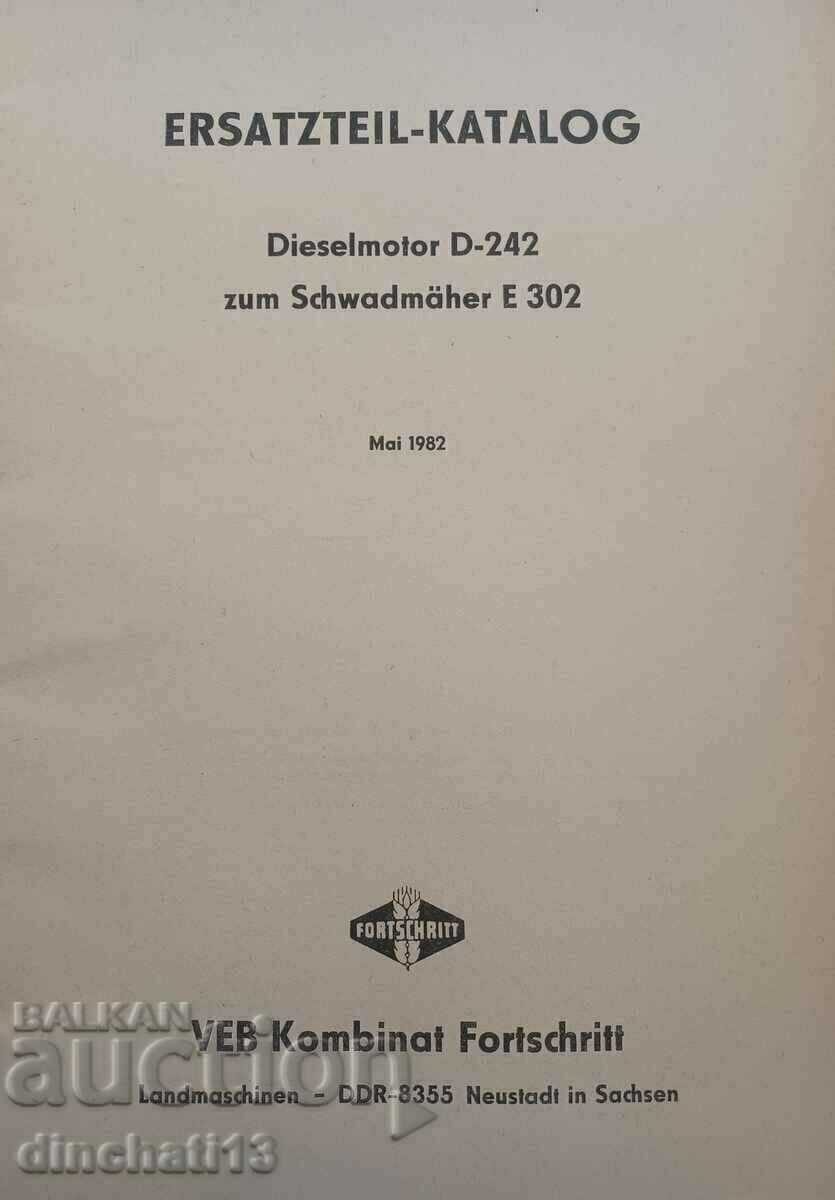 ERSATZTEIL-KATALOG
Dieselmotor D-242
zum Schwadmäher E 302
Mai 1982
FORTSCHRITT
VEB Kombinat Fortschritt
Landmaschinen - DDR-8355 Neustadt in Sachsen
BALKAN
auction
dinchati13